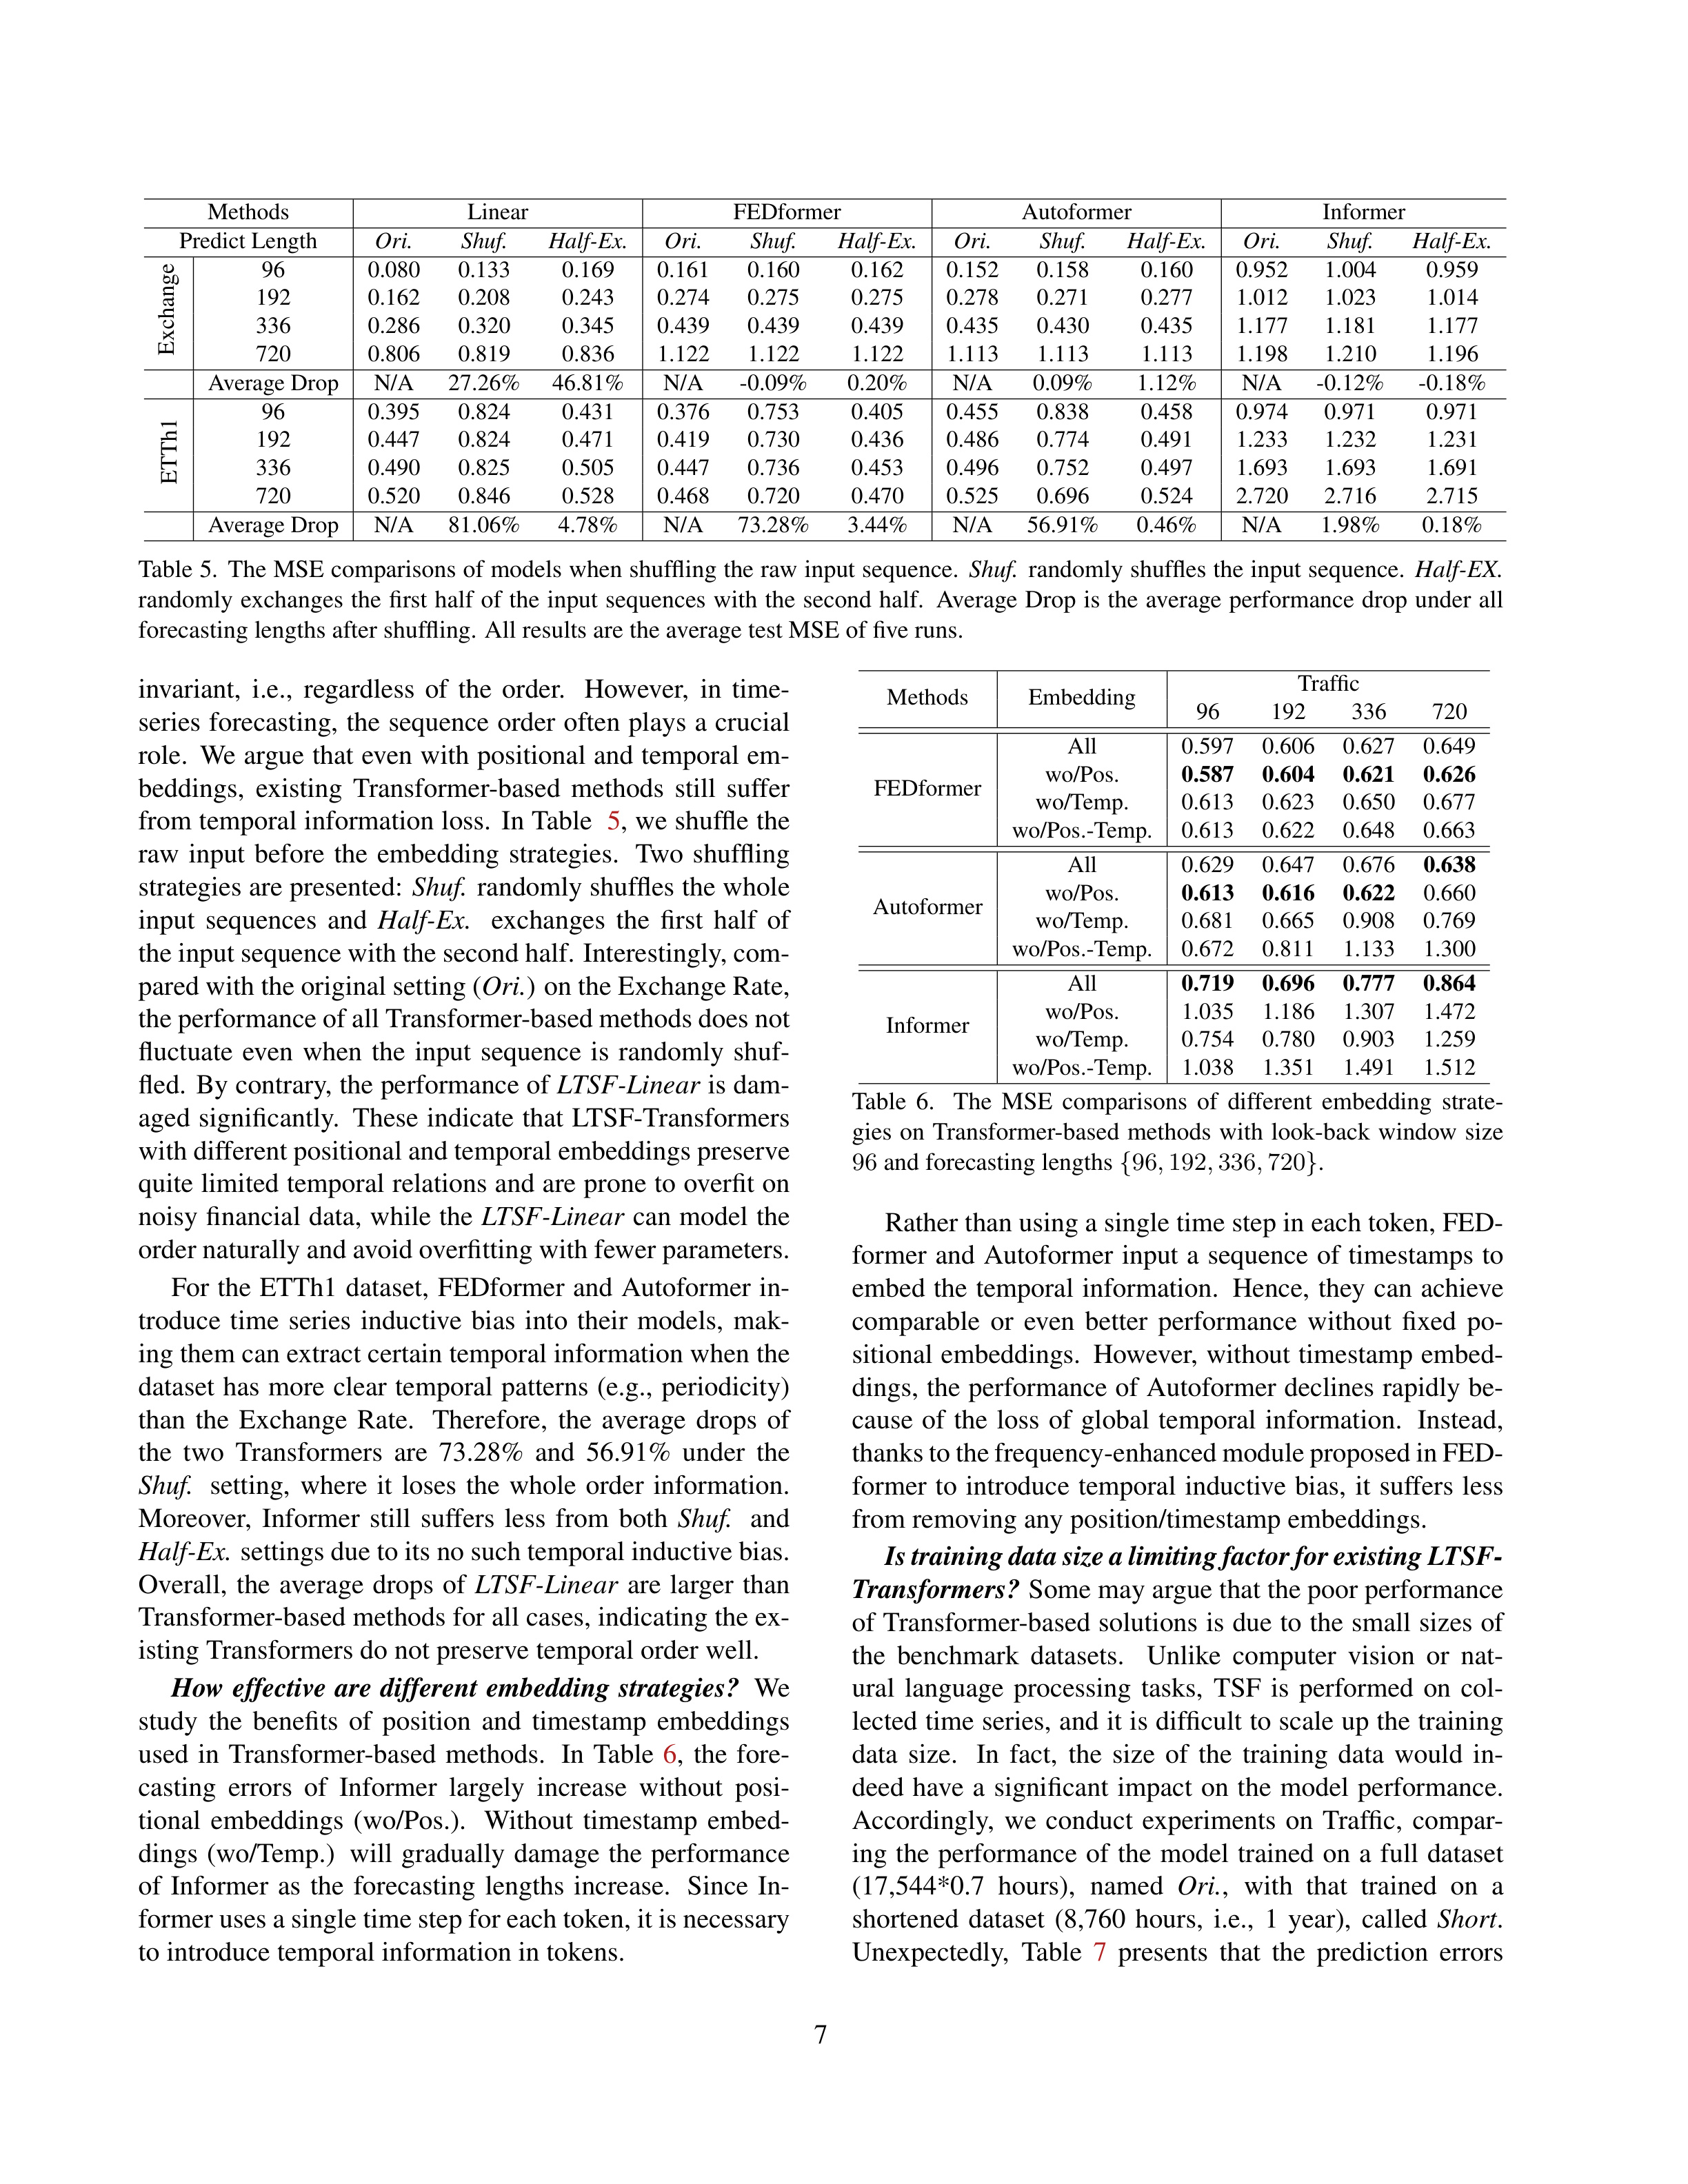 Methods Linear FEDformer Autoformer Informer
Predict Length Ori. Shuf. Half-Ex. Ori. Shuf. Half-Ex. Ori. Shuf. Half-Ex. Ori. Shuf. Half-Ex.
Exchange
96 0.080 0.133 0.169 0.161 0.160 0.162 0.152 0.158 0.160 0.952 1.004 0.959
192 0.162 0.208 0.243 0.274 0.275 0.275 0.278 0.271 0.277 1.012 1.023 1.014
336 0.286 0.320 0.345 0.439 0.439 0.439 0.435 0.430 0.435 1.177 1.181 1.177
720 0.806 0.819 0.836 1.122 1.122 1.122 1.113 1.113 1.113 1.198 1.210 1.196
Average Drop N/A 27.26% 46.81% N/A -0.09% 0.20% N/A 0.09% 1.12% N/A -0.12% -0.18%
ETTh1
96 0.395 0.824 0.431 0.376 0.753 0.405 0.455 0.838 0.458 0.974 0.971 0.971
192 0.447 0.824 0.471 0.419 0.730 0.436 0.486 0.774 0.491 1.233 1.232 1.231
336 0.490 0.825 0.505 0.447 0.736 0.453 0.496 0.752 0.497 1.693 1.693 1.691
720 0.520 0.846 0.528 0.468 0.720 0.470 0.525 0.696 0.524 2.720 2.716 2.715
Average Drop N/A 81.06% 4.78% N/A 73.28% 3.44% N/A 56.91% 0.46% N/A 1.98% 0.18%
Table 5. The MSE comparisons of models when shuffling the raw input sequence. Shuf. randomly shuffles the input sequence. Half-EX.
randomly exchanges the first half of the input sequences with the second half. Average Drop is the average performance drop under all
forecasting lengths after shuffling. All results are the average test MSE of five runs.
invariant, i.e., regardless of the order. However, in time-
series forecasting, the sequence order often plays a crucial
role. We argue that even with positional and temporal em-
beddings, existing Transformer-based methods still suffer
from temporal information loss. In Table 5, we shuffle the
raw input before the embedding strategies. Two shuffling
strategies are presented: Shuf. randomly shuffles the whole
input sequences and Half-Ex. exchanges the first half of
the input sequence with the second half. Interestingly, com-
pared with the original setting (Ori.) on the Exchange Rate,
the performance of all Transformer-based methods does not
fluctuate even when the input sequence is randomly shuf-
fled. By contrary, the performance of LTSF-Linear is dam-
aged significantly. These indicate that LTSF-Transformers
with different positional and temporal embeddings preserve
quite limited temporal relations and are prone to overfit on
noisy financial data, while the LTSF-Linear can model the
order naturally and avoid overfitting with fewer parameters.
For the ETTh1 dataset, FEDformer and Autoformer in-
troduce time series inductive bias into their models, mak-
ing them can extract certain temporal information when the
dataset has more clear temporal patterns (e.g., periodicity)
than the Exchange Rate. Therefore, the average drops of
the two Transformers are 73.28% and 56.91% under the
Shuf. setting, where it loses the whole order information.
Moreover, Informer still suffers less from both Shuf. and
Half-Ex. settings due to its no such temporal inductive bias.
Overall, the average drops of LTSF-Linear are larger than
Transformer-based methods for all cases, indicating the ex-
isting Transformers do not preserve temporal order well.
How effective are different embedding strategies? We
study the benefits of position and timestamp embeddings
used in Transformer-based methods. In Table 6, the fore-
casting errors of Informer largely increase without posi-
tional embeddings (wo/Pos.). Without timestamp embed-
dings (wo/Temp.) will gradually damage the performance
of Informer as the forecasting lengths increase. Since In-
former uses a single time step for each token, it is necessary
to introduce temporal information in tokens.
Methods Embedding Traffic
96 192 336 720
FEDformer
All 0.597 0.606 0.627 0.649
wo/Pos. 0.587 0.604 0.621 0.626
wo/Temp. 0.613 0.623 0.650 0.677
wo/Pos.-Temp. 0.613 0.622 0.648 0.663
Autoformer
All 0.629 0.647 0.676 0.638
wo/Pos. 0.613 0.616 0.622 0.660
wo/Temp. 0.681 0.665 0.908 0.769
wo/Pos.-Temp. 0.672 0.811 1.133 1.300
Informer
All 0.719 0.696 0.777 0.864
wo/Pos. 1.035 1.186 1.307 1.472
wo/Temp. 0.754 0.780 0.903 1.259
wo/Pos.-Temp. 1.038 1.351 1.491 1.512
Table 6. The MSE comparisons of different embedding strate-
gies on Transformer-based methods with look-back window size
96 and forecasting lengths {96, 192, 336, 720}.
Rather than using a single time step in each token, FED-
former and Autoformer input a sequence of timestamps to
embed the temporal information. Hence, they can achieve
comparable or even better performance without fixed po-
sitional embeddings. However, without timestamp embed-
dings, the performance of Autoformer declines rapidly be-
cause of the loss of global temporal information. Instead,
thanks to the frequency-enhanced module proposed in FED-
former to introduce temporal inductive bias, it suffers less
from removing any position/timestamp embeddings.
Is training data size a limiting factor for existing LTSF-
Transformers? Some may argue that the poor performance
of Transformer-based solutions is due to the small sizes of
the benchmark datasets. Unlike computer vision or nat-
ural language processing tasks, TSF is performed on col-
lected time series, and it is difficult to scale up the training
data size. In fact, the size of the training data would in-
deed have a significant impact on the model performance.
Accordingly, we conduct experiments on Traffic, compar-
ing the performance of the model trained on a full dataset
(17,544*0.7 hours), named Ori., with that trained on a
shortened dataset (8,760 hours, i.e., 1 year), called Short.
Unexpectedly, Table 7 presents that the prediction errors
7